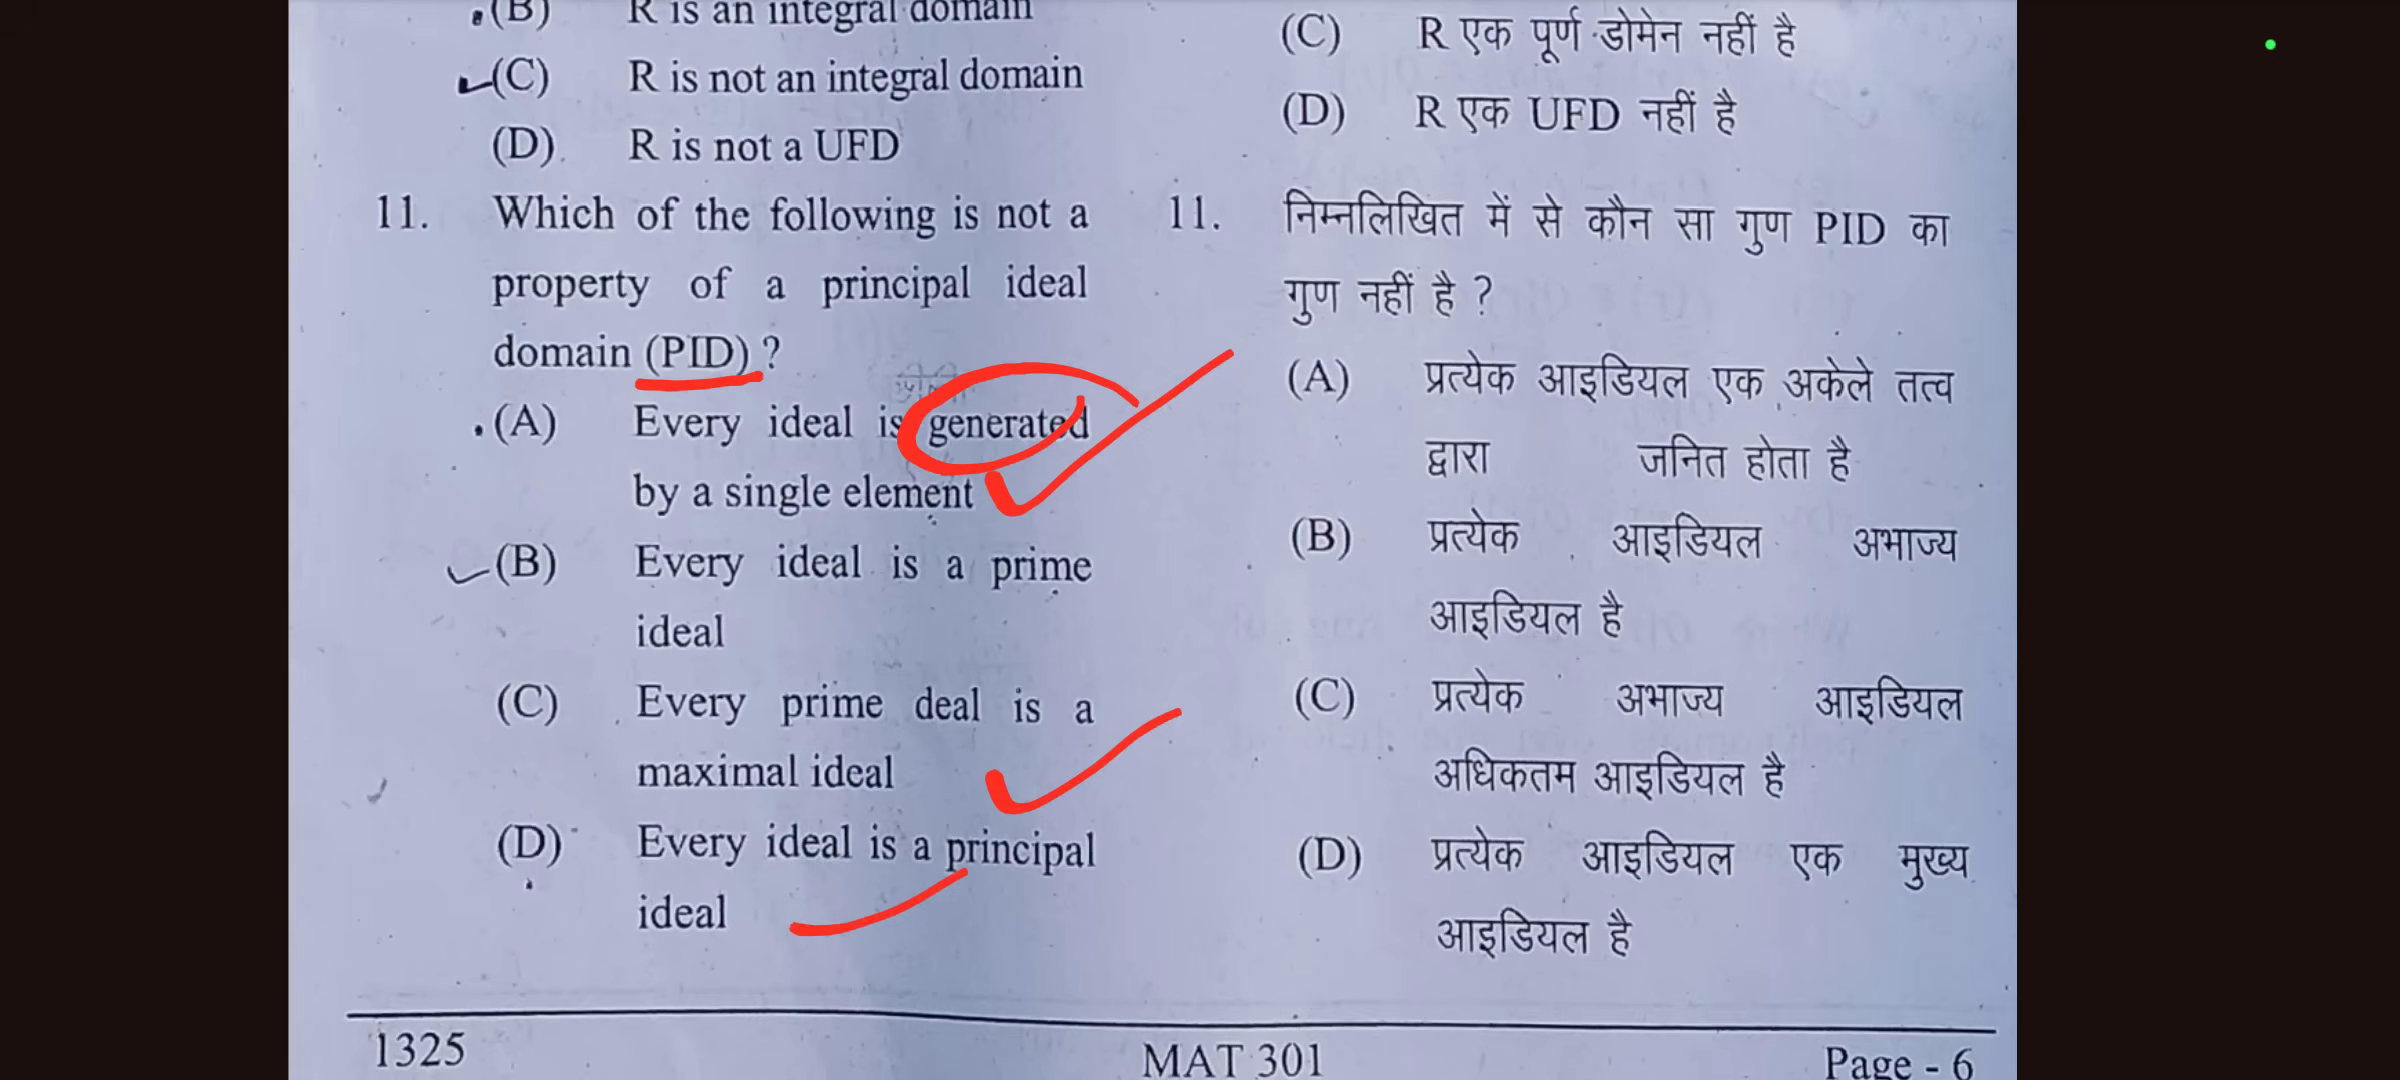 (B) R is an integral domain
(C) R is not an integral domain
(D) R is not a UFD
11. Which of the following is not a
property of a principal ideal
domain (PID) ?
(A) Every ideal is generated
by a single element
(B) Every ideal is a prime
ideal
(C) Every prime deal is a
maximal ideal
(D) Every ideal is a principal
ideal
(C) R एक पूर्ण डोमेन नहीं है
(D) R एक UFD नहीं है
11. निम्नलिखित में से कौन सा गुण PID का
गुण नहीं है ?
(A) प्रत्येक आइडियल एक अकेले तत्व
द्वारा जनित होता है
(B) प्रत्येक आइडियल अभाज्य
आइडियल है
(C) प्रत्येक अभाज्य आइडियल
अधिकतम आइडियल है
(D) प्रत्येक आइडियल एक मुख्य
आइडियल है
1325 MAT 301 Page - 6